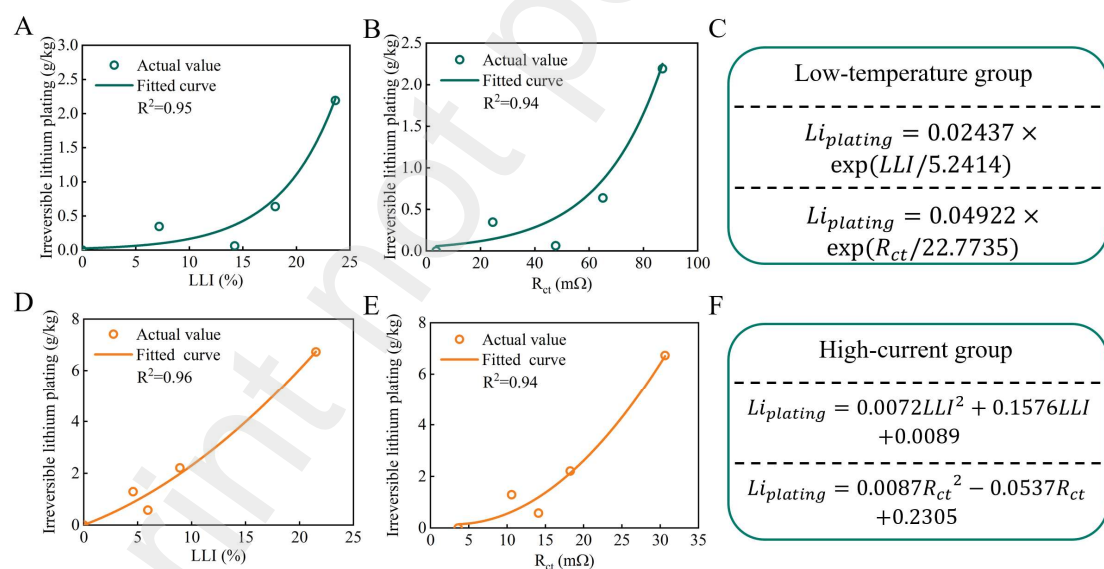 A
Irreversible lithium plating (g/kg)
3.0
2.5
2.0
1.5
1.0
0.5
0.0
Actual value
Fitted curve
R²=0.95
0 5 10 15 20 25
LLI (%)
B
Irreversible lithium plating (g/kg)
2.5
2.0
1.5
1.0
0.5
0.0
Actual value
Fitted curve
R²=0.94
0 20 40 60 80 100
R_ct (mΩ)
C
Low-temperature group
Li_plating = 0.02437 ×
exp(LLI/5.2414)
Li_plating = 0.04922 ×
exp(R_ct/22.7735)
D
Irreversible lithium plating (g/kg)
8
6
4
2
0
Actual value
Fitted curve
R²=0.96
0 5 10 15 20 25
LLI (%)
E
Irreversible lithium plating (g/kg)
8
6
4
2
0
Actual value
Fitted curve
R²=0.94
0 5 10 15 20 25 30 35
R_ct (mΩ)
F
High-current group
Li_plating = 0.0072LLI² + 0.1576LLI
+0.0089
Li_plating = 0.0087R_ct² − 0.0537R_ct
+0.2305
rint not p